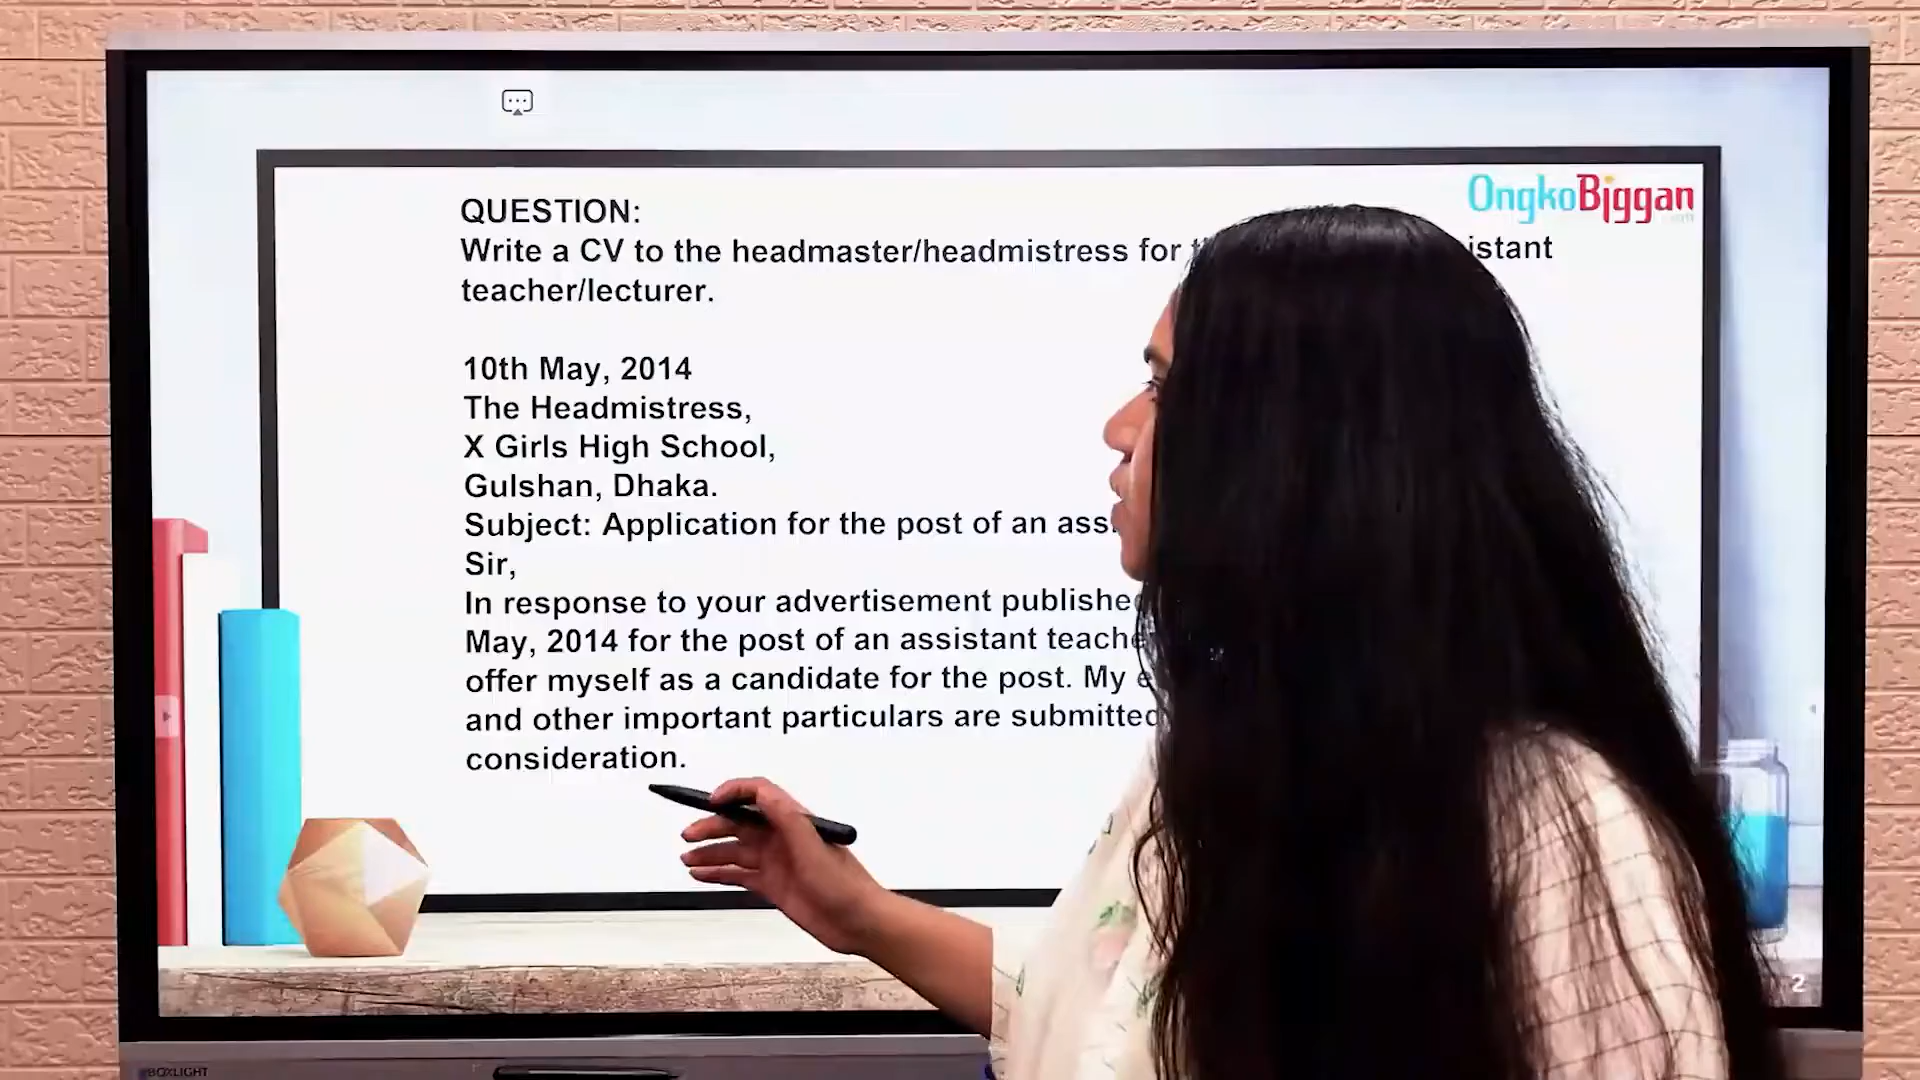 OngkoBiggan
QUESTION:
Write a CV to the headmaster/headmistress for
teacher/lecturer.
10th May, 2014
The Headmistress,
X Girls High School,
Gulshan, Dhaka.
Subject: Application for the post of an
Sir,
In response to your advertisement published
May, 2014 for the post of an assistant
offer myself as a candidate for the post. My
and other important particulars are submitted
consideration.
2
BOXLIGHT